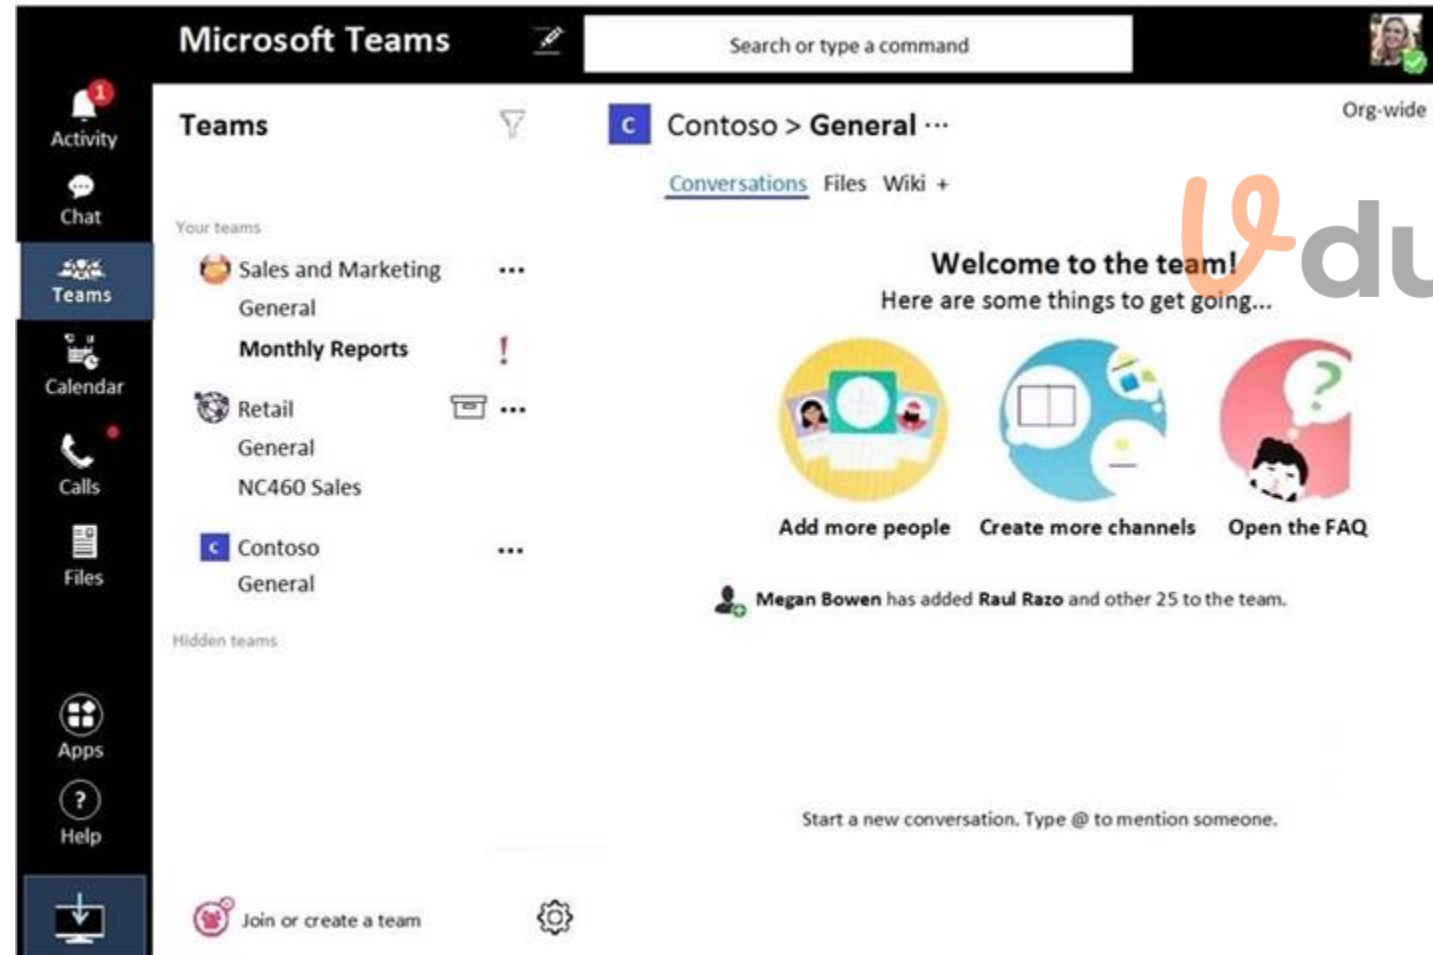 Microsoft Teams
Search or type a command
1
Activity
Chat
Teams
Calendar
Calls
Files
Apps
?
Help
Teams
Your teams
Sales and Marketing ...
General
Monthly Reports !
Retail ...
General
NC460 Sales
C Contoso ...
General
Hidden teams
Join or create a team
C Contoso > General ...
Org-wide
Conversations Files Wiki +
du
Welcome to the team!
Here are some things to get going...
?
Add more people Create more channels Open the FAQ
Megan Bowen has added Raul Razo and other 25 to the team.
Start a new conversation. Type @ to mention someone.